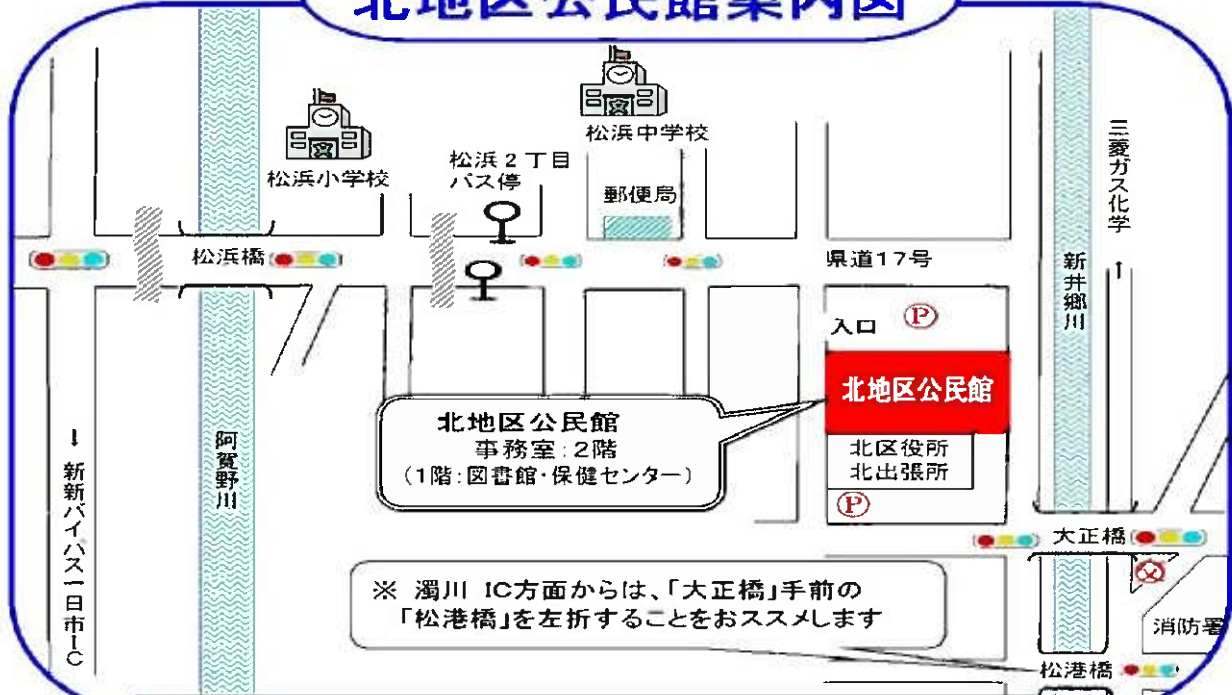 北地区公民館案内図
松浜中学校
松浜小学校
松浜2丁目
バス停
郵便局
三菱ガス化学
↑
松浜橋
県道17号
新井郷川
入口 P
北地区公民館
北地区公民館
事務室:2階
(1階:図書館・保健センター)
北区役所
北出張所
P
阿賀野川
↓ 新新バイパス一日市IC
大正橋
※ 濁川 IC方面からは、「大正橋」手前の
「松港橋」を左折することをおススメします
消防署
松港橋